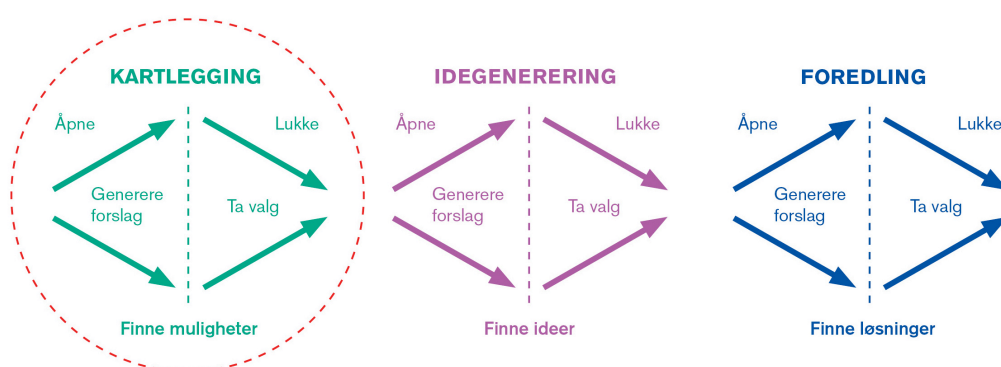 KARTLEGGING
Åpne
Lukke
Generere
forslag
Ta valg
Finne muligheter
IDEGENERERING
Åpne
Lukke
Generere
forslag
Ta valg
Finne ideer
FOREDLING
Åpne
Lukke
Generere
forslag
Ta valg
Finne løsninger